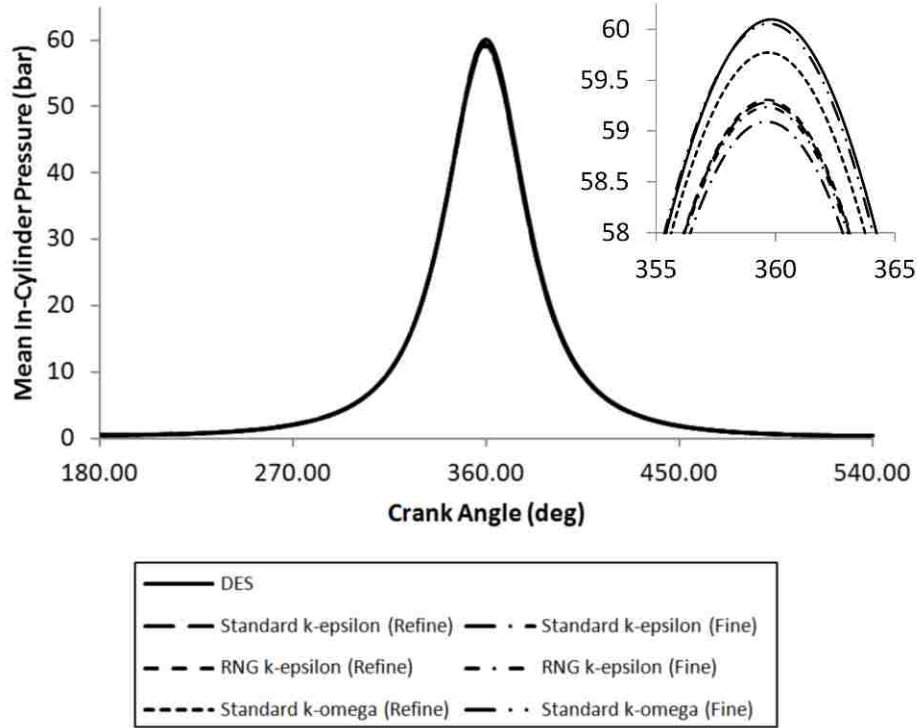 Mean In-Cylinder Pressure (bar)
60
50
40
30
20
10
0
180.00 270.00 360.00 450.00 540.00
Crank Angle (deg)
60
59.5
59
58.5
58
355 360 365
DES
Standard k-epsilon (Refine) Standard k-epsilon (Fine)
RNG k-epsilon (Refine) RNG k-epsilon (Fine)
Standard k-omega (Refine) Standard k-omega (Fine)